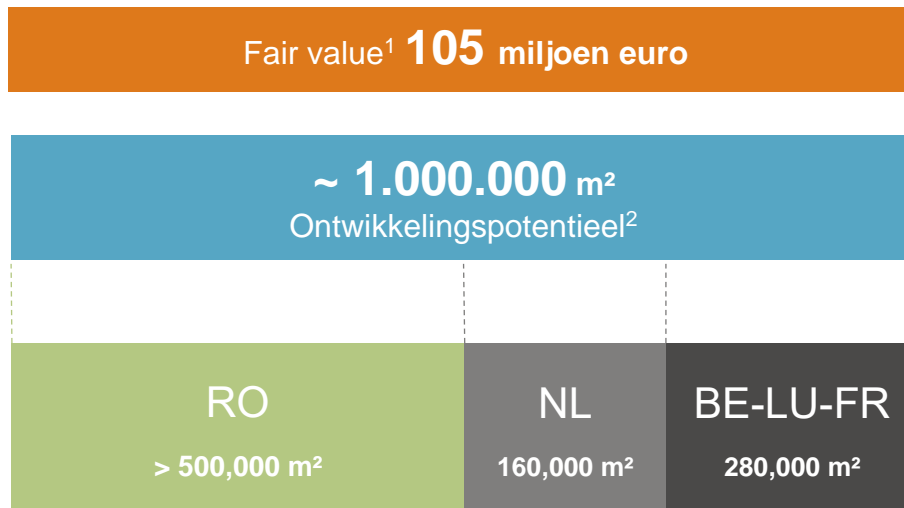 Fair value¹ 105 miljoen euro
~ 1.000.000 m²
Ontwikkelingspotentieel²
RO
NL
BE-LU-FR
> 500,000 m²
160,000 m²
280,000 m²